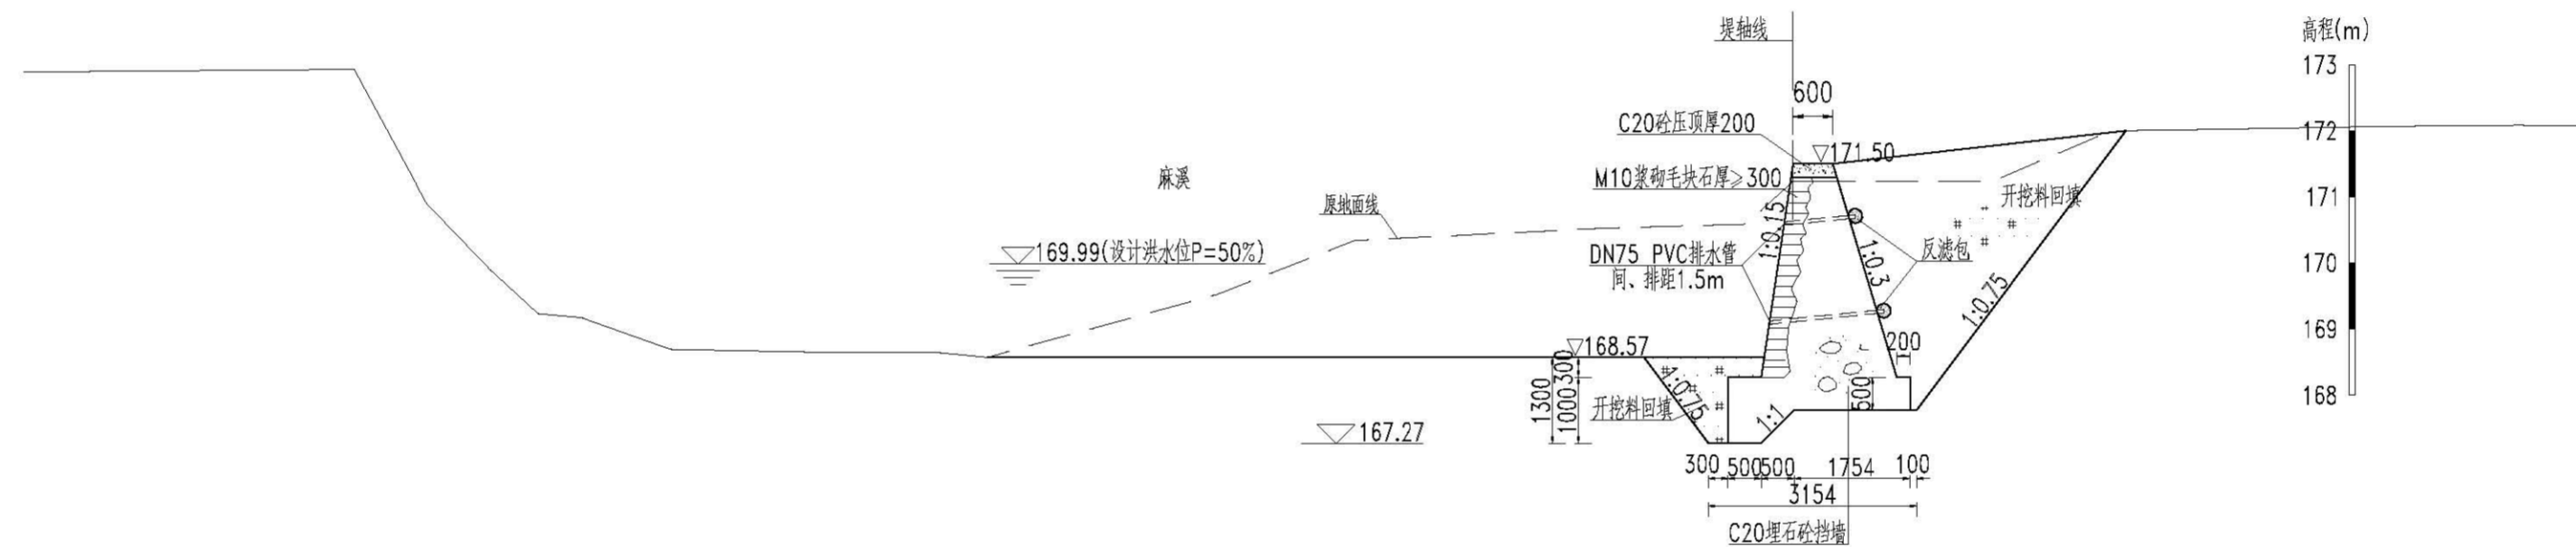 堤轴线
高程(m)
173
600
C20砼压顶厚200
172
171.50
麻溪
M10浆砌毛块石厚≥300
171
开挖料回填
原地面线
1:0.15
169.99(设计洪水位P=50%)
DN75 PVC排水管
间、排距1.5m
1:0.3
反滤包
170
1:0.75
169
168.57
200
300
1300
1000
1:0.75
开挖料回填
1:1
500
168
167.27
300 500 500 1754 100
3154
C20埋石砼挡墙